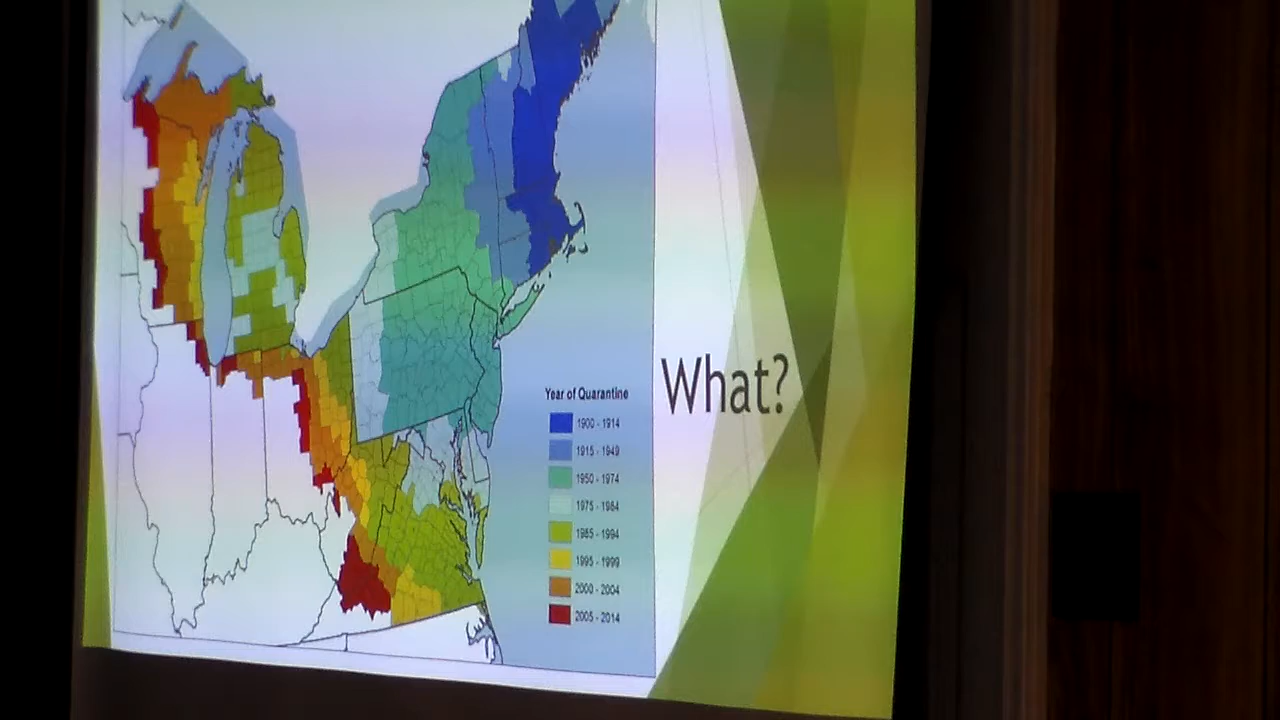 Year of Quarantine
1900 - 1914
1915 - 1949
1950 - 1974
1975 - 1984
1985 - 1994
1995 - 1999
2000 - 2004
2005 - 2014
What?